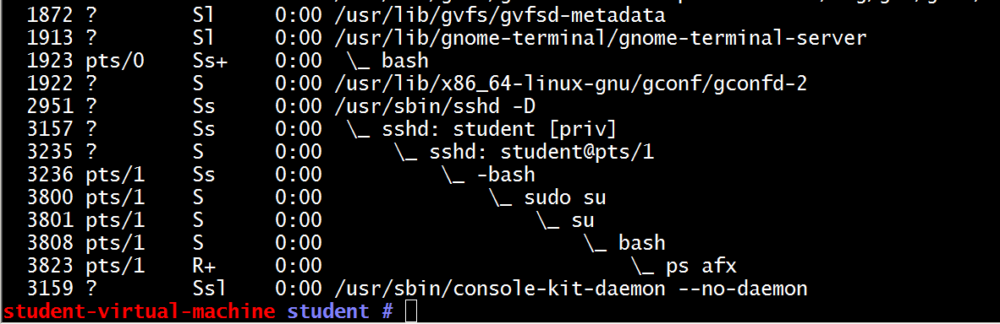 1872 ?        Sl     0:00 /usr/lib/gvfs/gvfsd-metadata
1913 ?        Sl     0:00 /usr/lib/gnome-terminal/gnome-terminal-server
1923 pts/0    Ss+    0:00  \_ bash
1922 ?        S      0:00 /usr/lib/x86_64-linux-gnu/gconf/gconfd-2
2951 ?        Ss     0:00 /usr/sbin/sshd -D
3157 ?        Ss     0:00  \_ sshd: student [priv]
3235 ?        S      0:00      \_ sshd: student@pts/1
3236 pts/1    Ss     0:00          \_ -bash
3800 pts/1    S      0:00              \_ sudo su
3801 pts/1    S      0:00                  \_ su
3808 pts/1    S      0:00                      \_ bash
3823 pts/1    R+     0:00                          \_ ps afx
3159 ?        Ssl    0:00 /usr/sbin/console-kit-daemon --no-daemon
student-virtual-machine student #